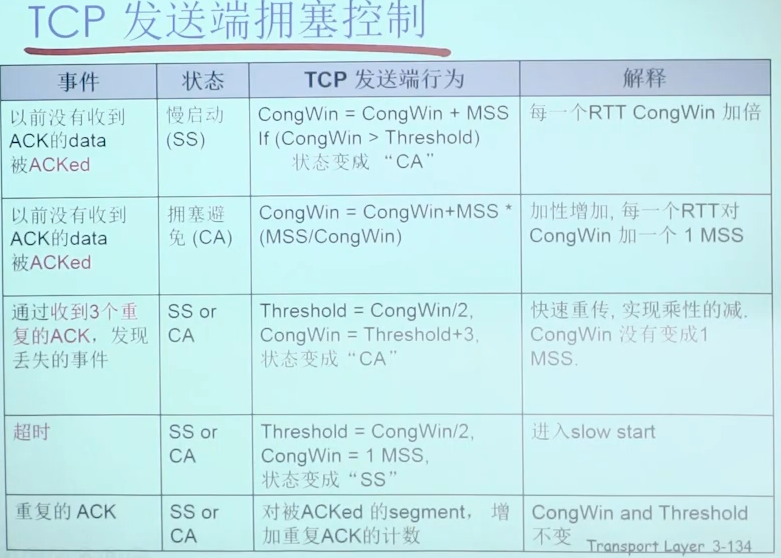 TCP 发送端拥塞控制
事件 状态 TCP 发送端行为 解释
以前没有收到
ACK的data
被ACKed
慢启动
(SS)
CongWin = CongWin + MSS
If (CongWin > Threshold)
状态变成 “CA”
每一个RTT CongWin 加倍
以前没有收到
ACK的data
被ACKed
拥塞避
免 (CA)
CongWin = CongWin+MSS *
(MSS/CongWin)
加性增加, 每一个RTT对
CongWin 加一个 1 MSS
通过收到3个重
复的ACK，发现
丢失的事件
SS or
CA
Threshold = CongWin/2,
CongWin = Threshold+3,
状态变成“CA”
快速重传, 实现乘性的减.
CongWin 没有变成1
MSS.
超时
SS or
CA
Threshold = CongWin/2,
CongWin = 1 MSS,
状态变成“SS”
进入slow start
重复的 ACK
SS or
CA
对被ACKed 的segment， 增
加重复ACK的计数
CongWin and Threshold
不变
Transport Layer 3-134